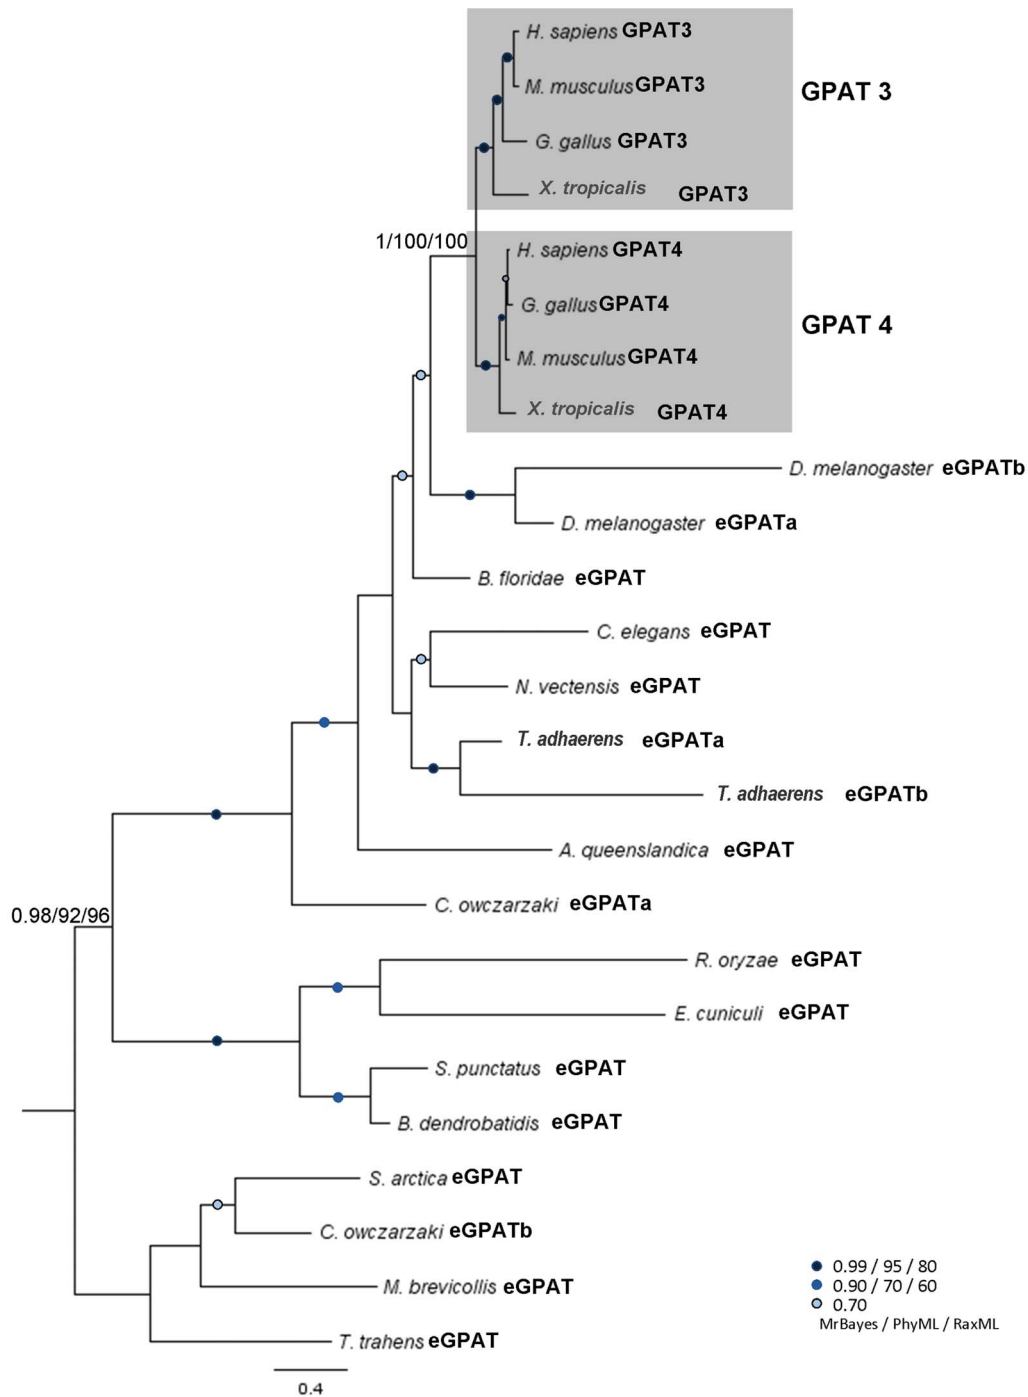 H. sapiens GPAT3
M. musculus GPAT3
GPAT 3
G. gallus GPAT3
X. tropicalis GPAT3
1/100/100
H. sapiens GPAT4
G. gallus GPAT4
GPAT 4
M. musculus GPAT4
X. tropicalis GPAT4
D. melanogaster eGPATb
D. melanogaster eGPATa
B. floridae eGPAT
C. elegans eGPAT
N. vectensis eGPAT
T. adhaerens eGPATa
T. adhaerens eGPATb
A. queenslandica eGPAT
C. owczarzaki eGPATa
0.98/92/96
R. oryzae eGPAT
E. cuniculi eGPAT
S. punctatus eGPAT
B. dendrobatidis eGPAT
S. arctica eGPAT
C. owczarzaki eGPATb
M. brevicollis eGPAT
T. trahens eGPAT
0.99 / 95 / 80
0.90 / 70 / 60
0.70
MrBayes / PhyML / RaxML
0.4